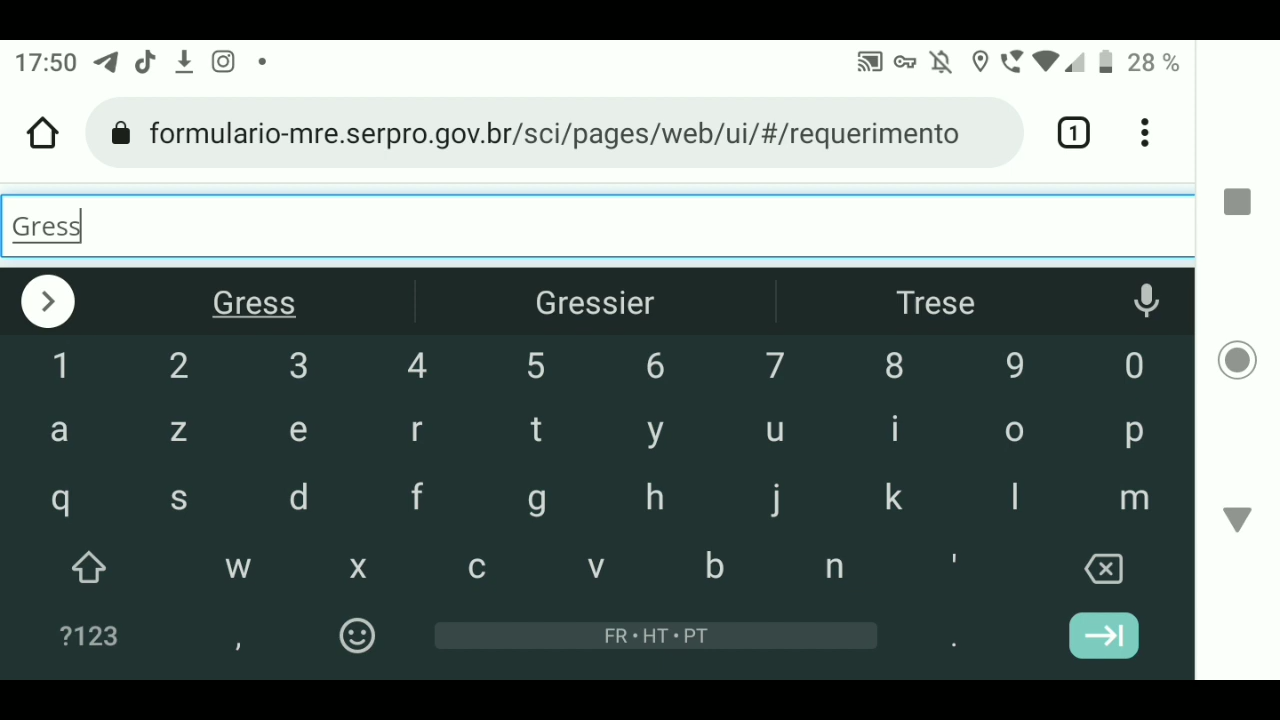 17:50 28 %
formulario-mre.serpro.gov.br/sci/pages/web/ui/#/requerimento 1
Gress
Gress Gressier Trese
1 2 3 4 5 6 7 8 9 0
a z e r t y u i o p
q s d f g h j k l m
w x c v b n '
?123 , FR • HT • PT .